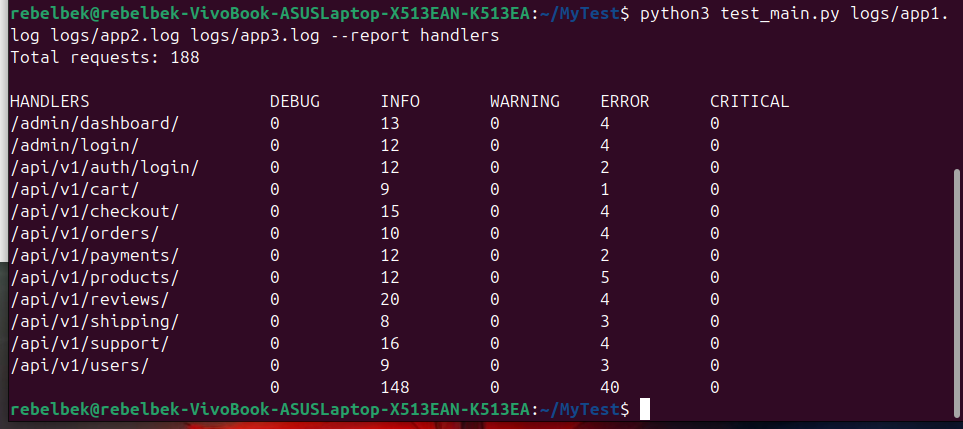 rebelbek@rebelbek-VivoBook-ASUSLaptop-X513EAN-K513EA:~/MyTest$ python3 test_main.py logs/app1.
log logs/app2.log logs/app3.log --report handlers
Total requests: 188
HANDLERS DEBUG INFO WARNING ERROR CRITICAL
/admin/dashboard/ 0 13 0 4 0
/admin/login/ 0 12 0 4 0
/api/v1/auth/login/ 0 12 0 2 0
/api/v1/cart/ 0 9 0 1 0
/api/v1/checkout/ 0 15 0 4 0
/api/v1/orders/ 0 10 0 4 0
/api/v1/payments/ 0 12 0 2 0
/api/v1/products/ 0 12 0 5 0
/api/v1/reviews/ 0 20 0 4 0
/api/v1/shipping/ 0 8 0 3 0
/api/v1/support/ 0 16 0 4 0
/api/v1/users/ 0 9 0 3 0
0 148 0 40 0
rebelbek@rebelbek-VivoBook-ASUSLaptop-X513EAN-K513EA:~/MyTest$